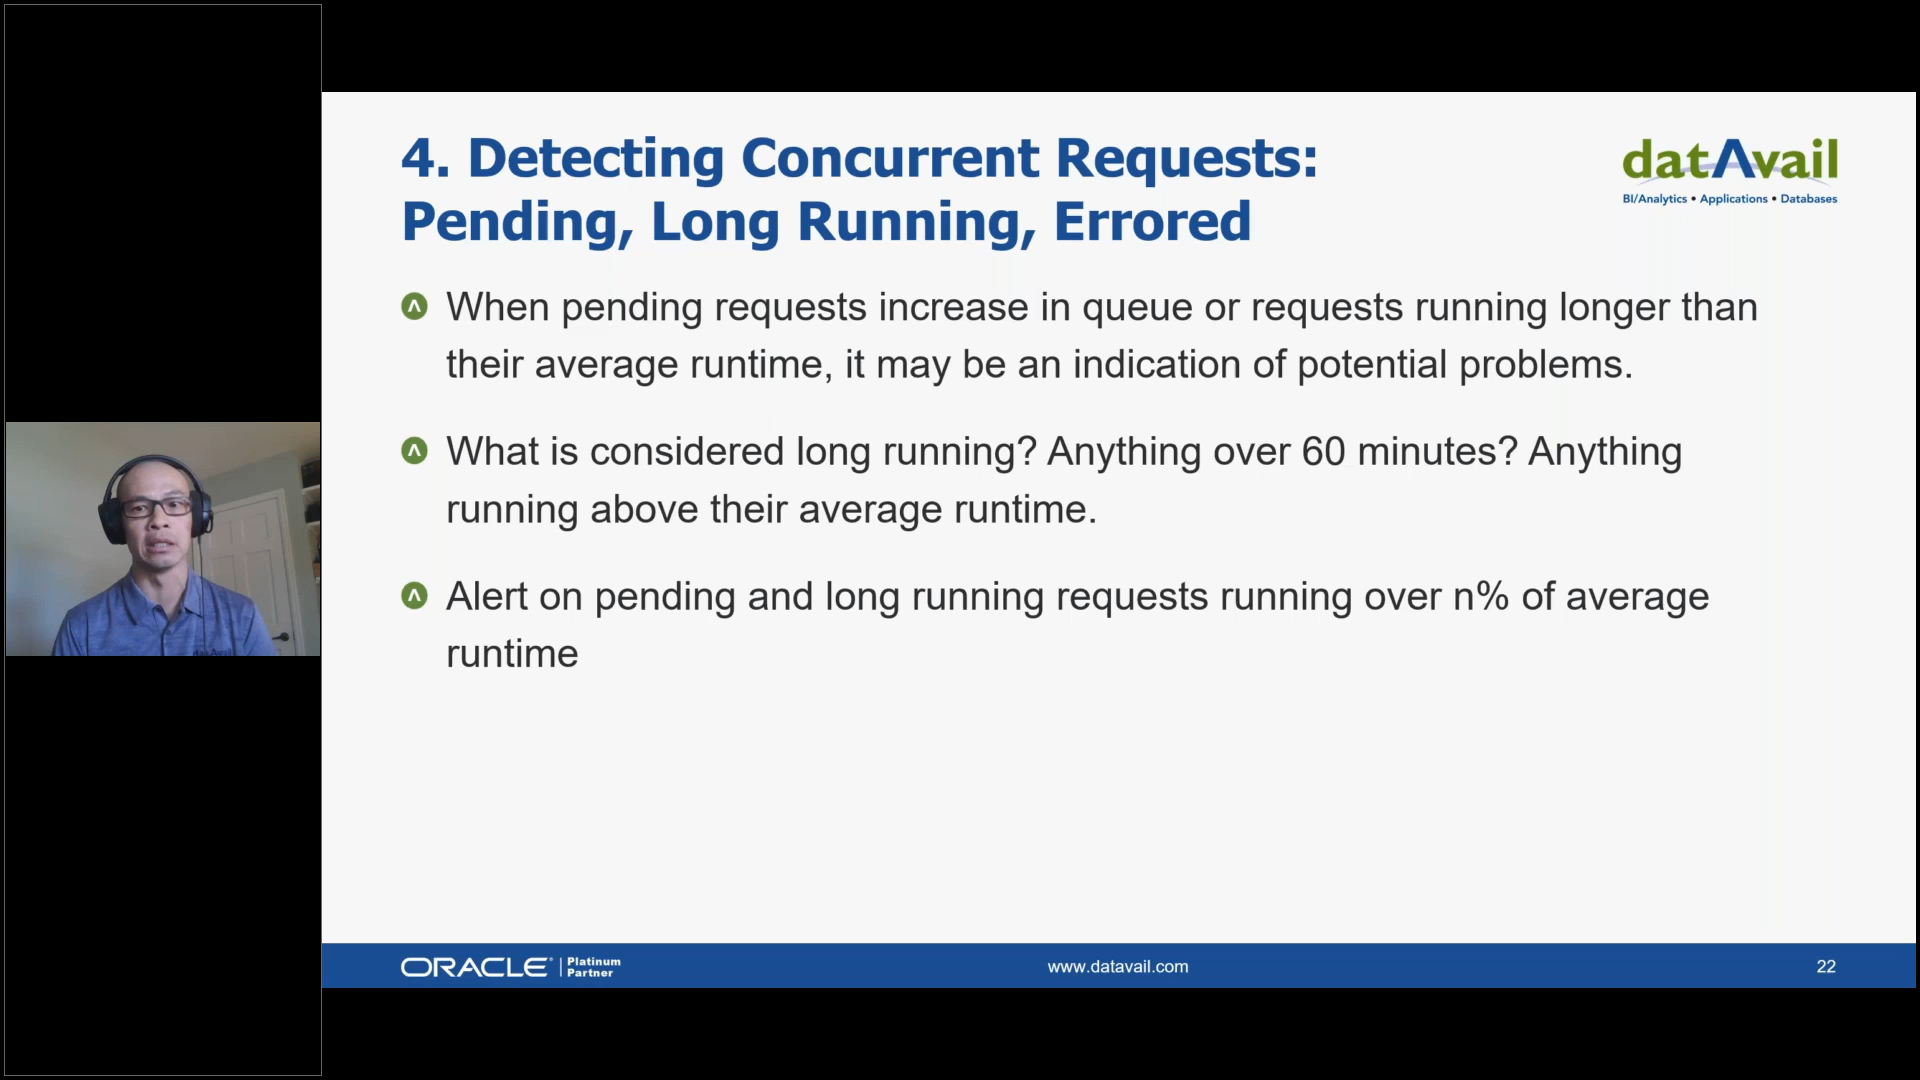 4. Detecting Concurrent Requests:
Pending, Long Running, Errored
datAvail
BI/Analytics • Applications • Databases
When pending requests increase in queue or requests running longer than
their average runtime, it may be an indication of potential problems.
What is considered long running? Anything over 60 minutes? Anything
running above their average runtime.
Alert on pending and long running requests running over n% of average
runtime
ORACLE | Platinum
Partner
www.datavail.com
22